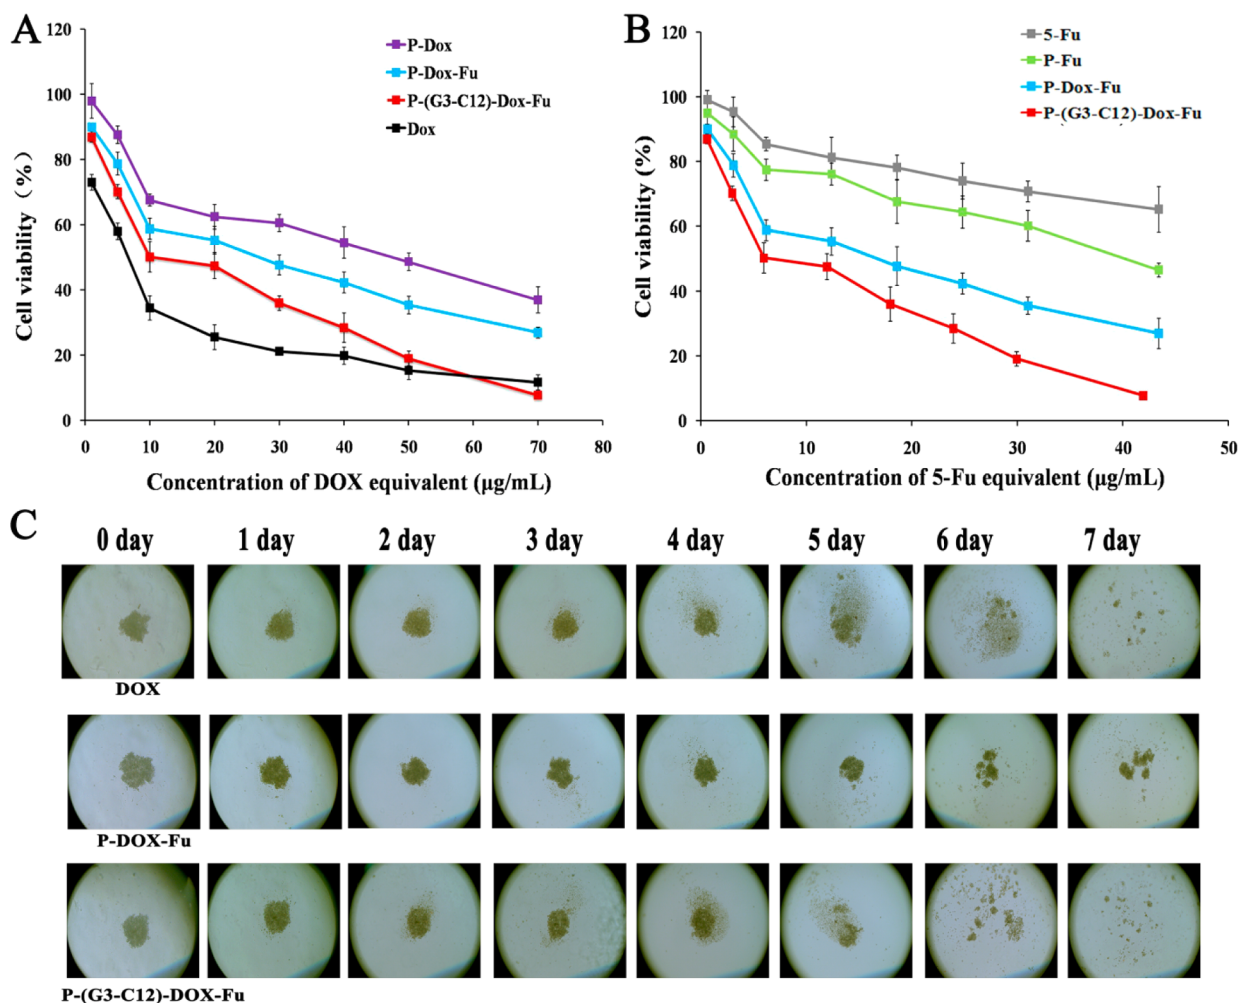 A
120
100
80
60
40
20
0
Cell viability (%)
P-Dox
P-Dox-Fu
P-(G3-C12)-Dox-Fu
Dox
0 10 20 30 40 50 60 70 80
Concentration of DOX equivalent (μg/mL)
B
120
100
80
60
40
20
0
Cell viability (%)
5-Fu
P-Fu
P-Dox-Fu
P-(G3-C12)-Dox-Fu
0 10 20 30 40 50
Concentration of 5-Fu equivalent (μg/mL)
C
0 day 1 day 2 day 3 day 4 day 5 day 6 day 7 day
DOX
P-DOX-Fu
P-(G3-C12)-DOX-Fu